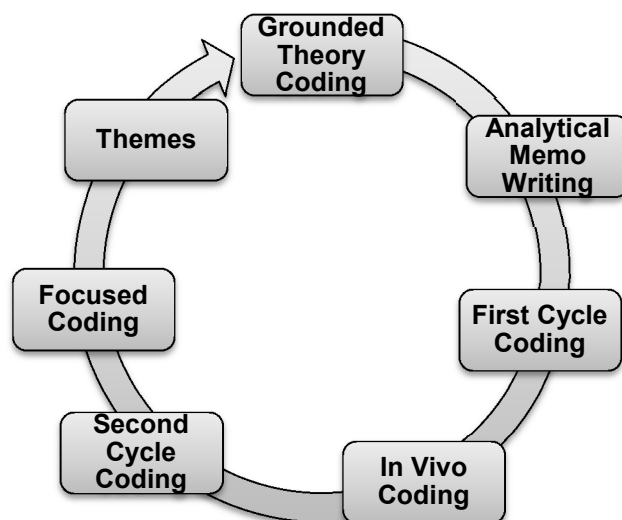 Grounded
Theory
Coding
Analytical
Memo
Writing
First Cycle
Coding
In Vivo
Coding
Second
Cycle
Coding
Focused
Coding
Themes